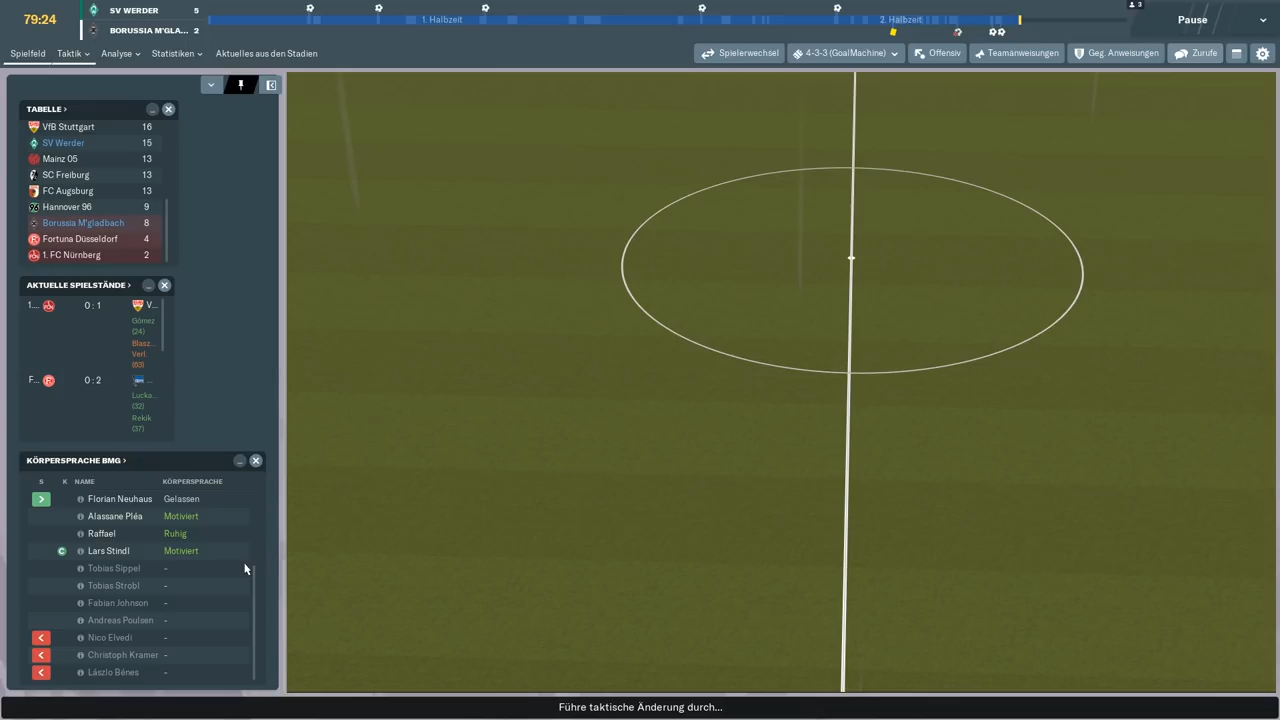 79:24
SV WERDER 5
BORUSSIA M'GLA... 2
1. Halbzeit
2. Halbzeit
3
Pause
Spielfeld Taktik Analyse Statistiken Aktuelles aus den Stadien
Spielerwechsel 4-3-3 (GoalMachine) Offensiv Teamanweisungen Geg. Anweisungen Zurufe
TABELLE
VfB Stuttgart 16
SV Werder 15
Mainz 05 13
SC Freiburg 13
FC Augsburg 13
Hannover 96 9
Borussia M'gladbach 8
Fortuna Düsseldorf 4
1. FC Nürnberg 2
AKTUELLE SPIELSTÄNDE
1.... 0 : 1 V...
Gómez
(24)
Blasz...
Verl.
(63)
F... 0 : 2 ...
Lucka...
(32)
Rekik
(37)
KÖRPERSPRACHE BMG
S K NAME KÖRPERSPRACHE
Florian Neuhaus Gelassen
Alassane Pléa Motiviert
Raffael Ruhig
C Lars Stindl Motiviert
Tobias Sippel -
Tobias Strobl -
Fabian Johnson -
Andreas Poulsen -
Nico Elvedi -
Christoph Kramer -
László Bénes -
Führe taktische Änderung durch...